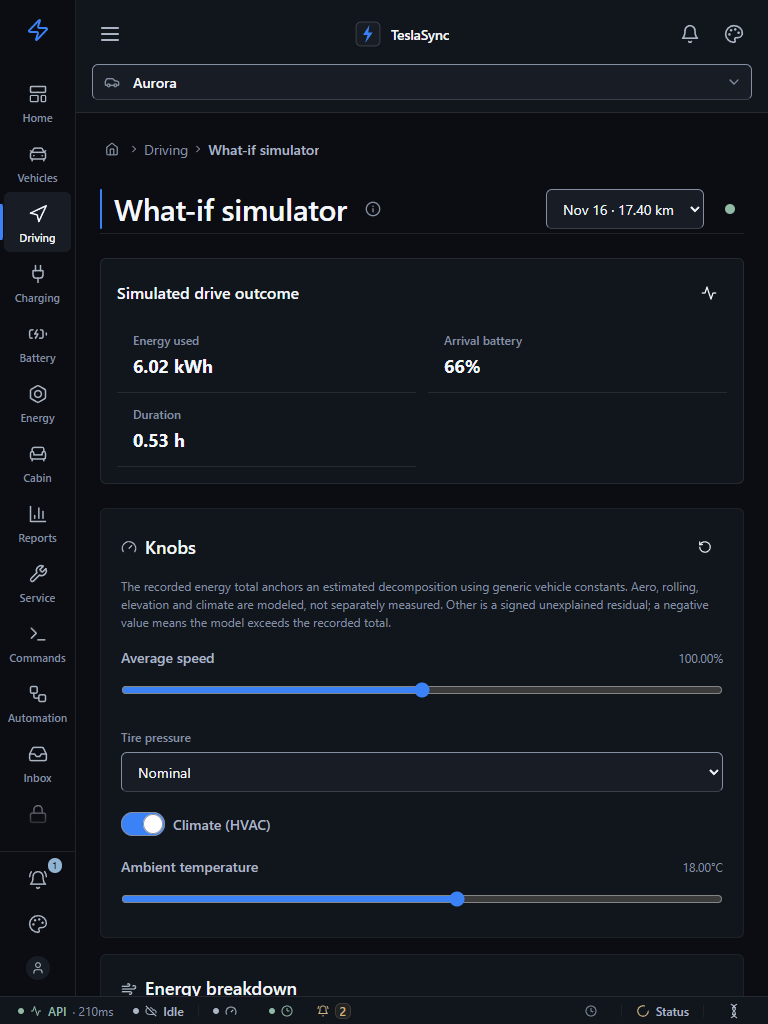 TeslaSync
Aurora
Home
Vehicles
Driving
Charging
Battery
Energy
Cabin
Reports
Service
Commands
Automation
Inbox
1
Driving
What-if simulator
What-if simulator
Nov 16 · 17.40 km
Simulated drive outcome
Energy used
6.02 kWh
Arrival battery
66%
Duration
0.53 h
Knobs
The recorded energy total anchors an estimated decomposition using generic vehicle constants. Aero, rolling,
elevation and climate are modeled, not separately measured. Other is a signed unexplained residual; a negative
value means the model exceeds the recorded total.
Average speed
100.00%
Tire pressure
Nominal
Climate (HVAC)
Ambient temperature
18.00°C
Energy breakdown
API · 210ms
Idle
2
Status